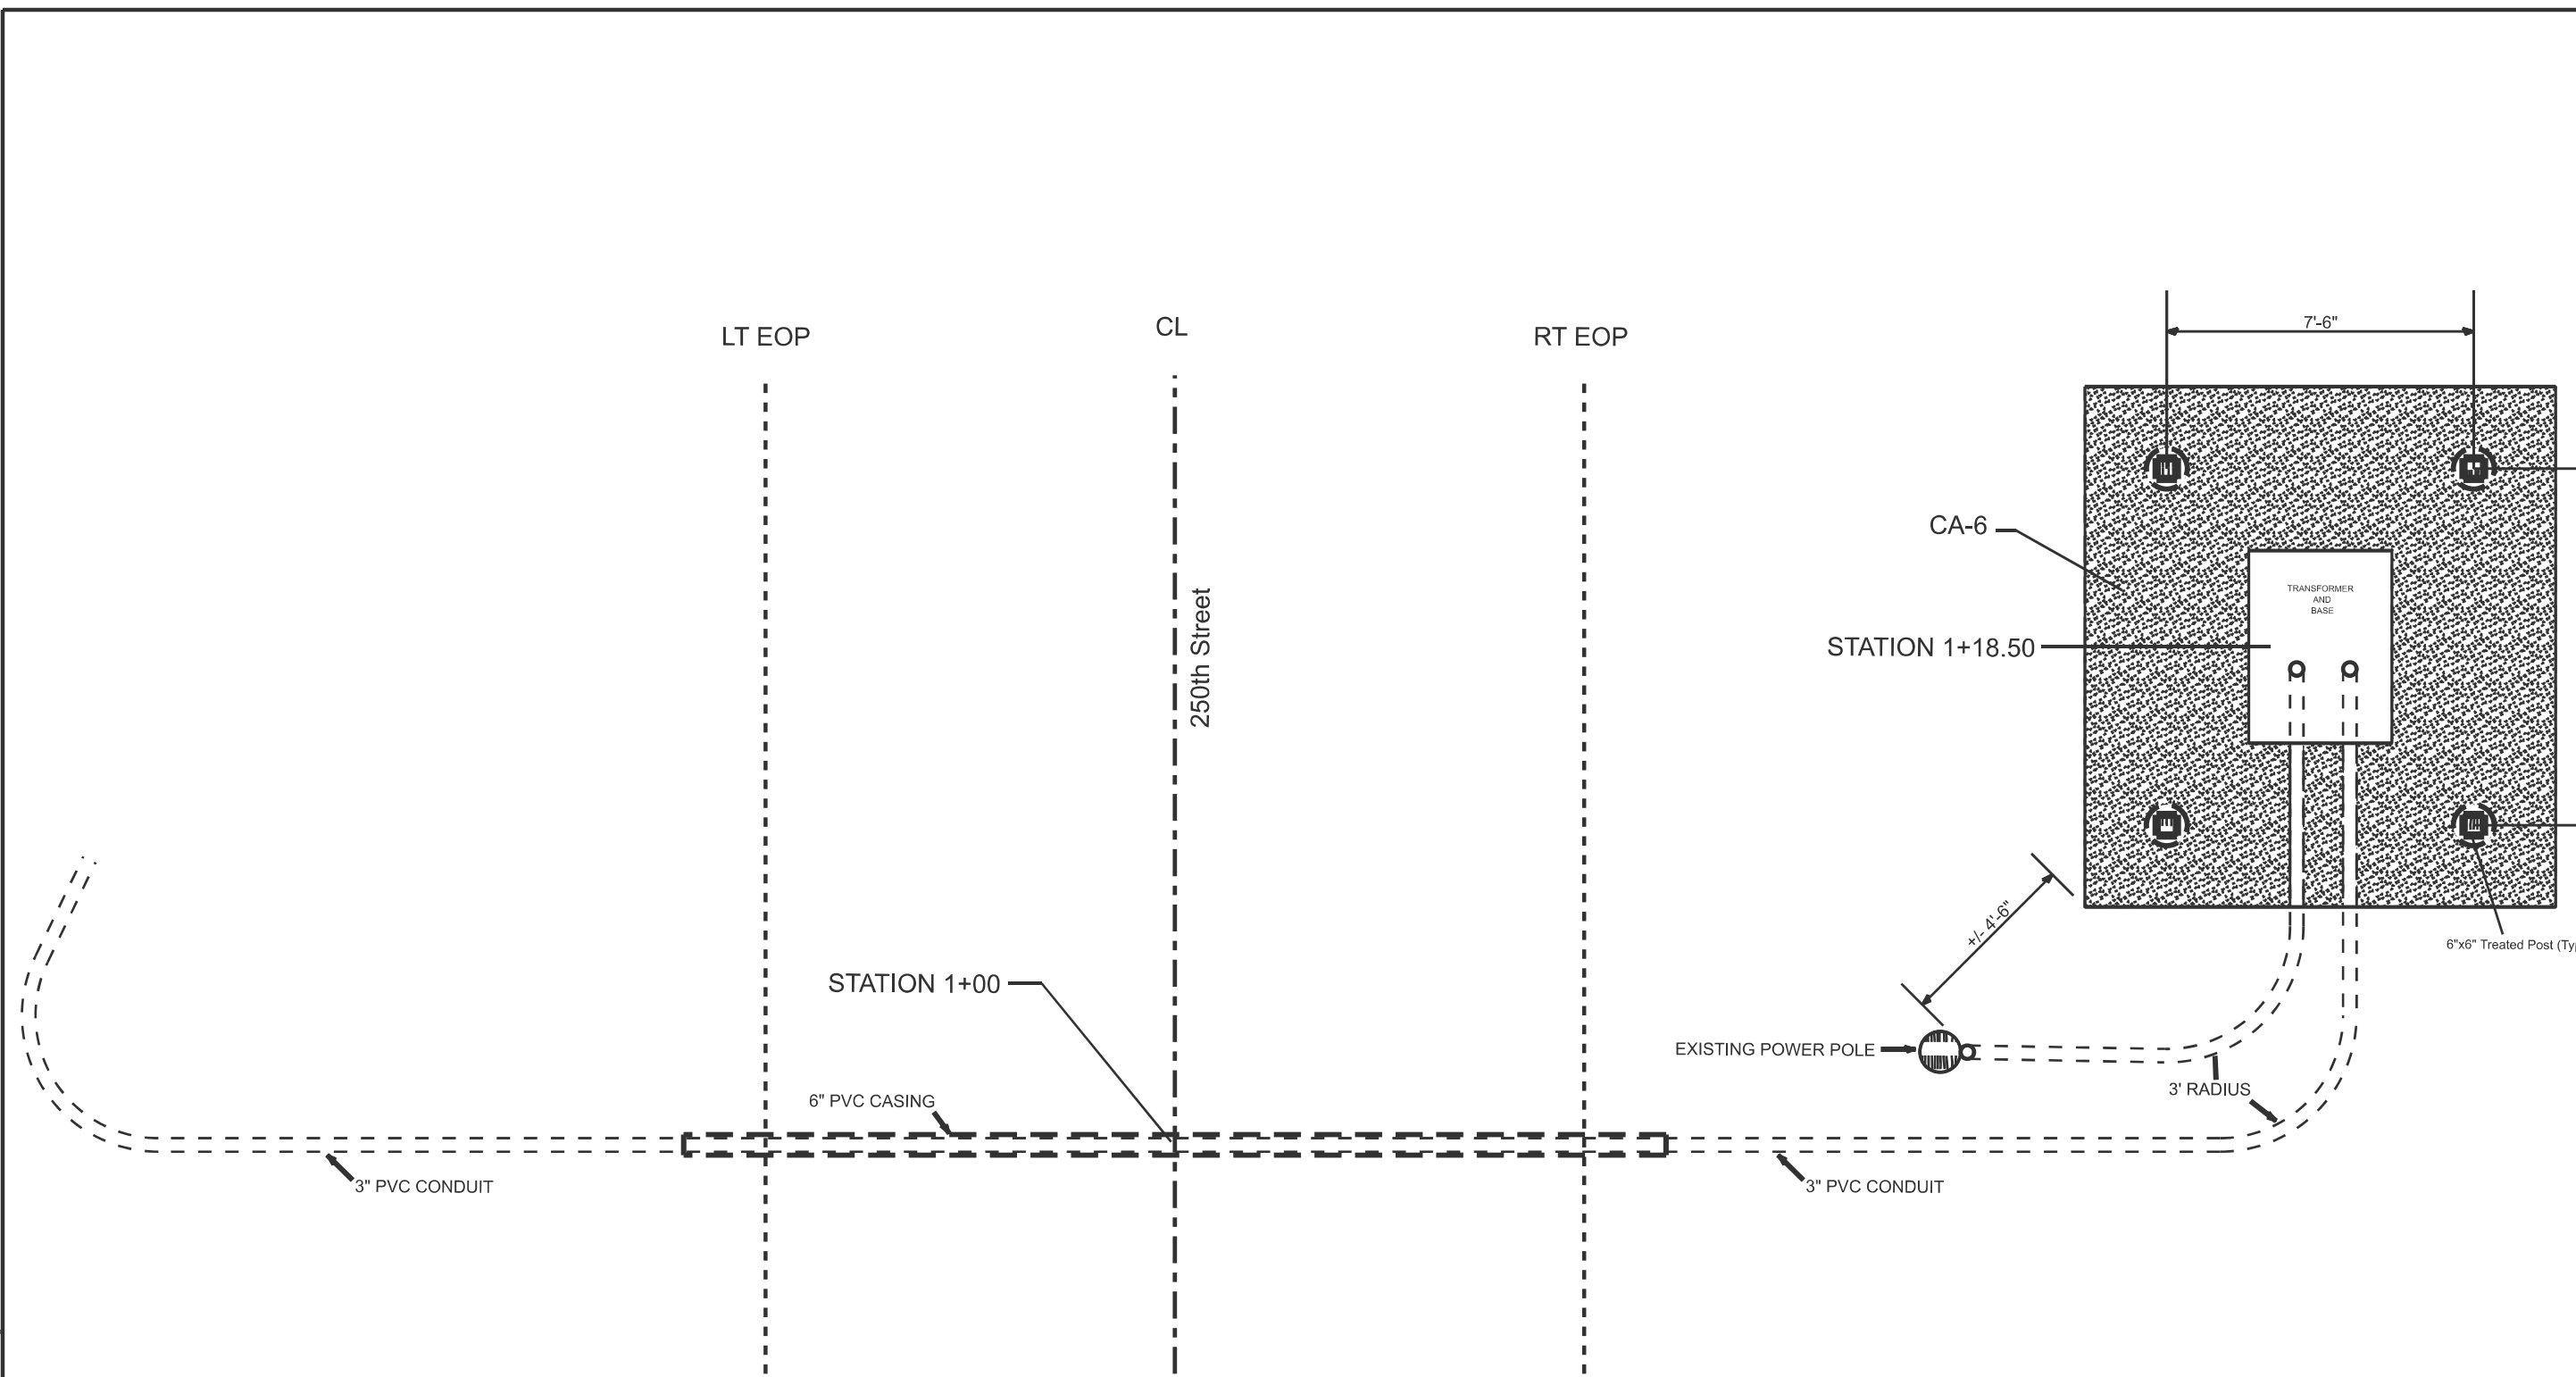 LT EOP
CL
RT EOP
7'-6"
CA-6
TRANSFORMER
AND
BASE
STATION 1+18.50
250th Street
+/- 4'-6"
6"x6" Treated Post (Ty
STATION 1+00
EXISTING POWER POLE
3' RADIUS
6" PVC CASING
3" PVC CONDUIT
3" PVC CONDUIT